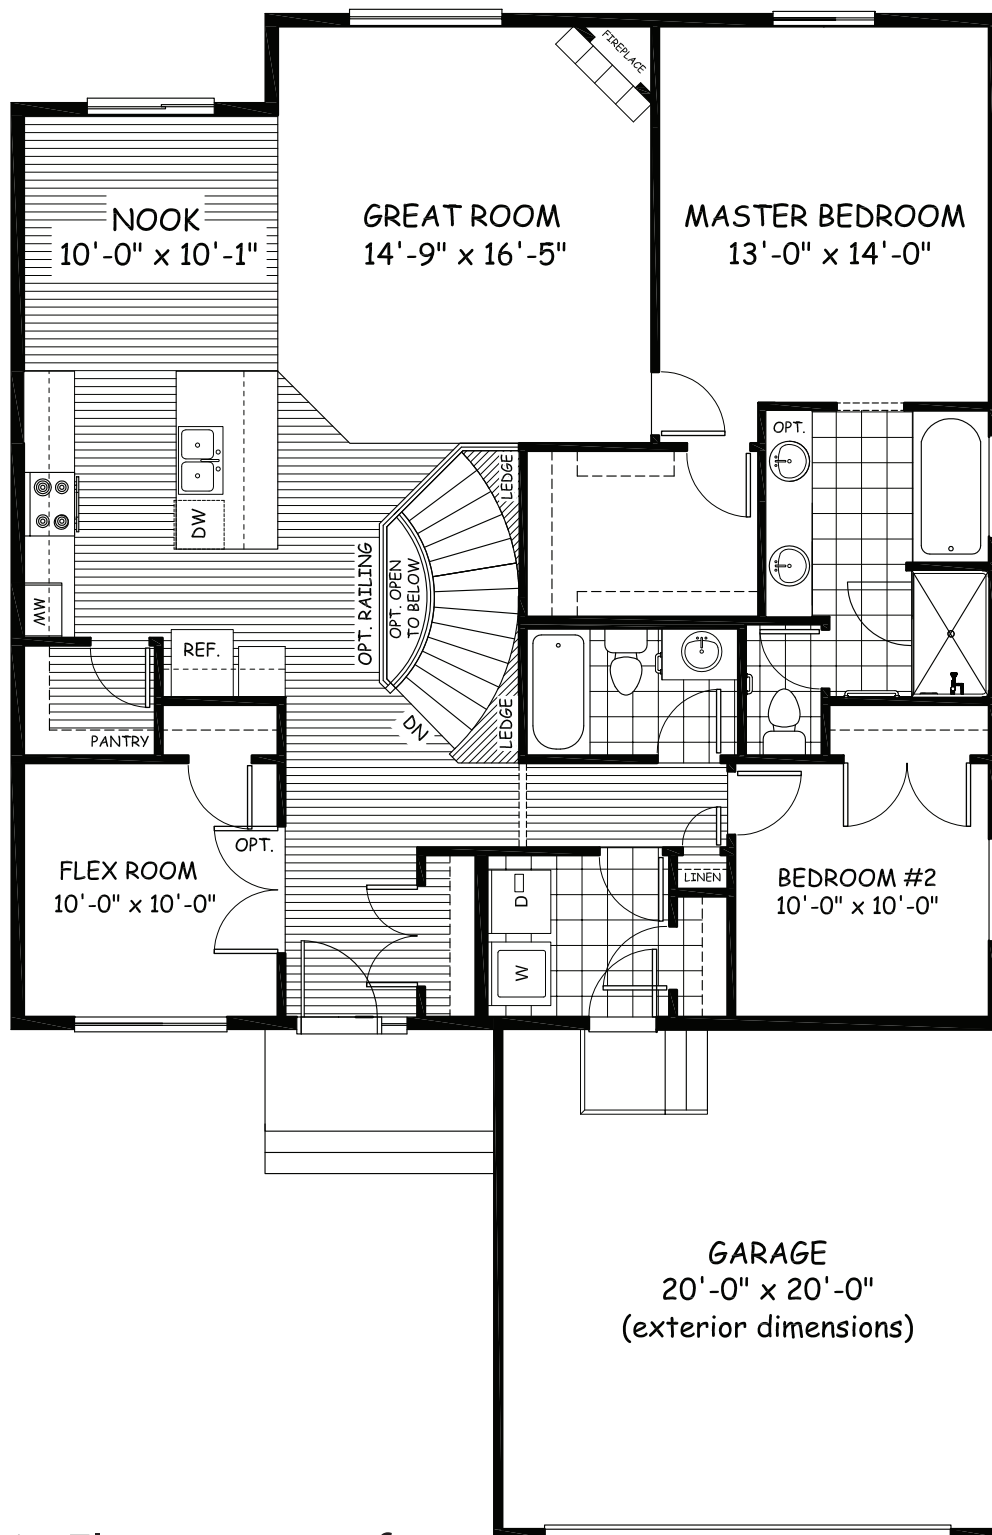 FIREPLACE
NOOK
10'-0" x 10'-1"
GREAT ROOM
14'-9" x 16'-5"
MASTER BEDROOM
13'-0" x 14'-0"
OPT.
LEDGE
DW
OPT. RAILING
OPT. OPEN
TO BELOW
MW
REF.
PANTRY
DN
LEDGE
OPT.
FLEX ROOM
10'-0" x 10'-0"
D
W
LINEN
BEDROOM #2
10'-0" x 10'-0"
GARAGE
20'-0" x 20'-0"
(exterior dimensions)